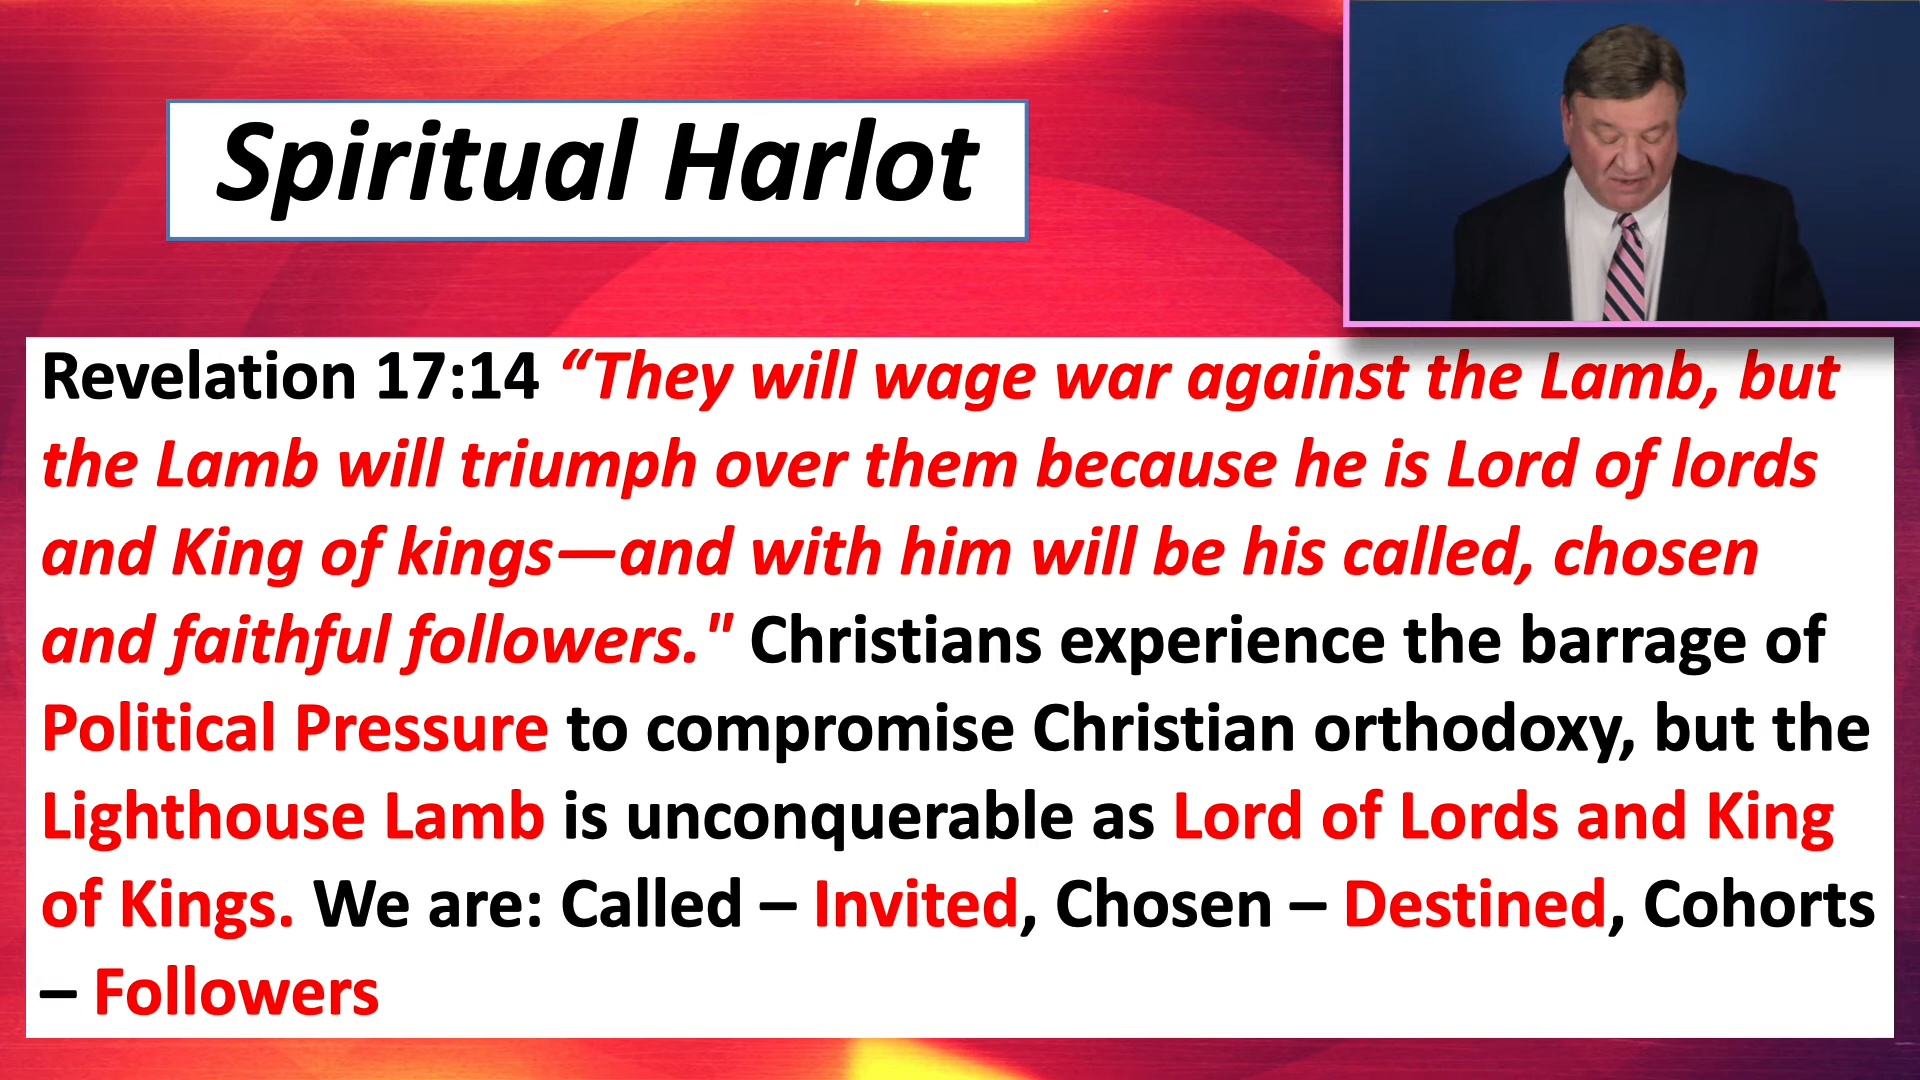 Spiritual Harlot
Revelation 17:14 “They will wage war against the Lamb, but
the Lamb will triumph over them because he is Lord of lords
and King of kings—and with him will be his called, chosen
and faithful followers." Christians experience the barrage of
Political Pressure to compromise Christian orthodoxy, but the
Lighthouse Lamb is unconquerable as Lord of Lords and King
of Kings. We are: Called – Invited, Chosen – Destined, Cohorts
– Followers